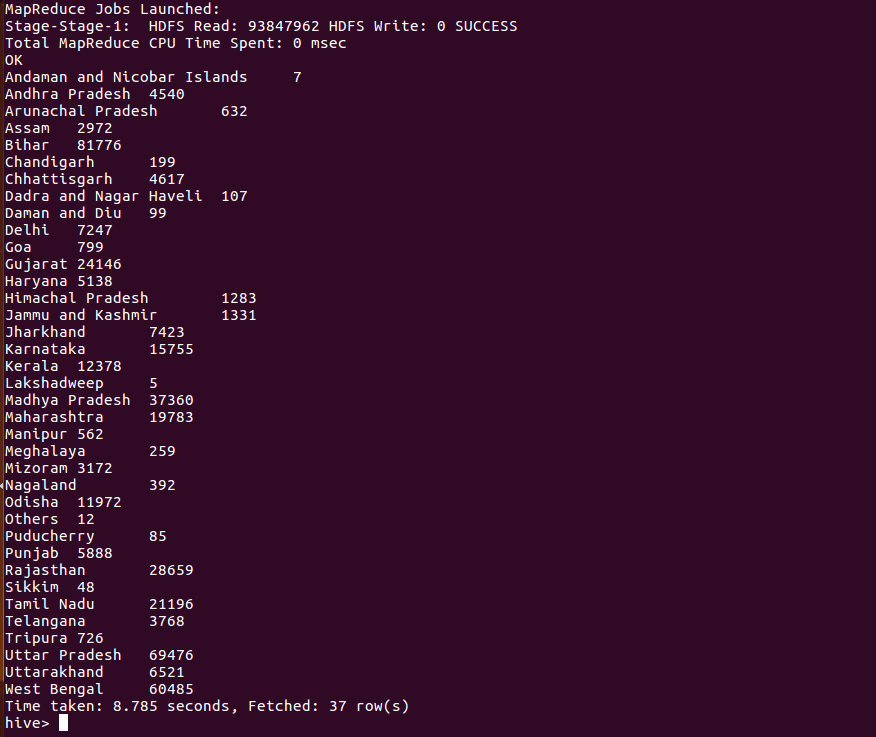 MapReduce Jobs Launched:
Stage-Stage-1:  HDFS Read: 93847962 HDFS Write: 0 SUCCESS
Total MapReduce CPU Time Spent: 0 msec
OK
Andaman and Nicobar Islands     7
Andhra Pradesh  4540
Arunachal Pradesh       632
Assam   2972
Bihar   81776
Chandigarh      199
Chhattisgarh    4617
Dadra and Nagar Haveli  107
Daman and Diu   99
Delhi   7247
Goa     799
Gujarat 24146
Haryana 5138
Himachal Pradesh        1283
Jammu and Kashmir       1331
Jharkhand       7423
Karnataka       15755
Kerala  12378
Lakshadweep     5
Madhya Pradesh  37360
Maharashtra     19783
Manipur 562
Meghalaya       259
Mizoram 3172
Nagaland        392
Odisha  11972
Others  12
Puducherry      85
Punjab  5888
Rajasthan       28659
Sikkim  48
Tamil Nadu      21196
Telangana       3768
Tripura 726
Uttar Pradesh   69476
Uttarakhand     6521
West Bengal     60485
Time taken: 8.785 seconds, Fetched: 37 row(s)
hive>